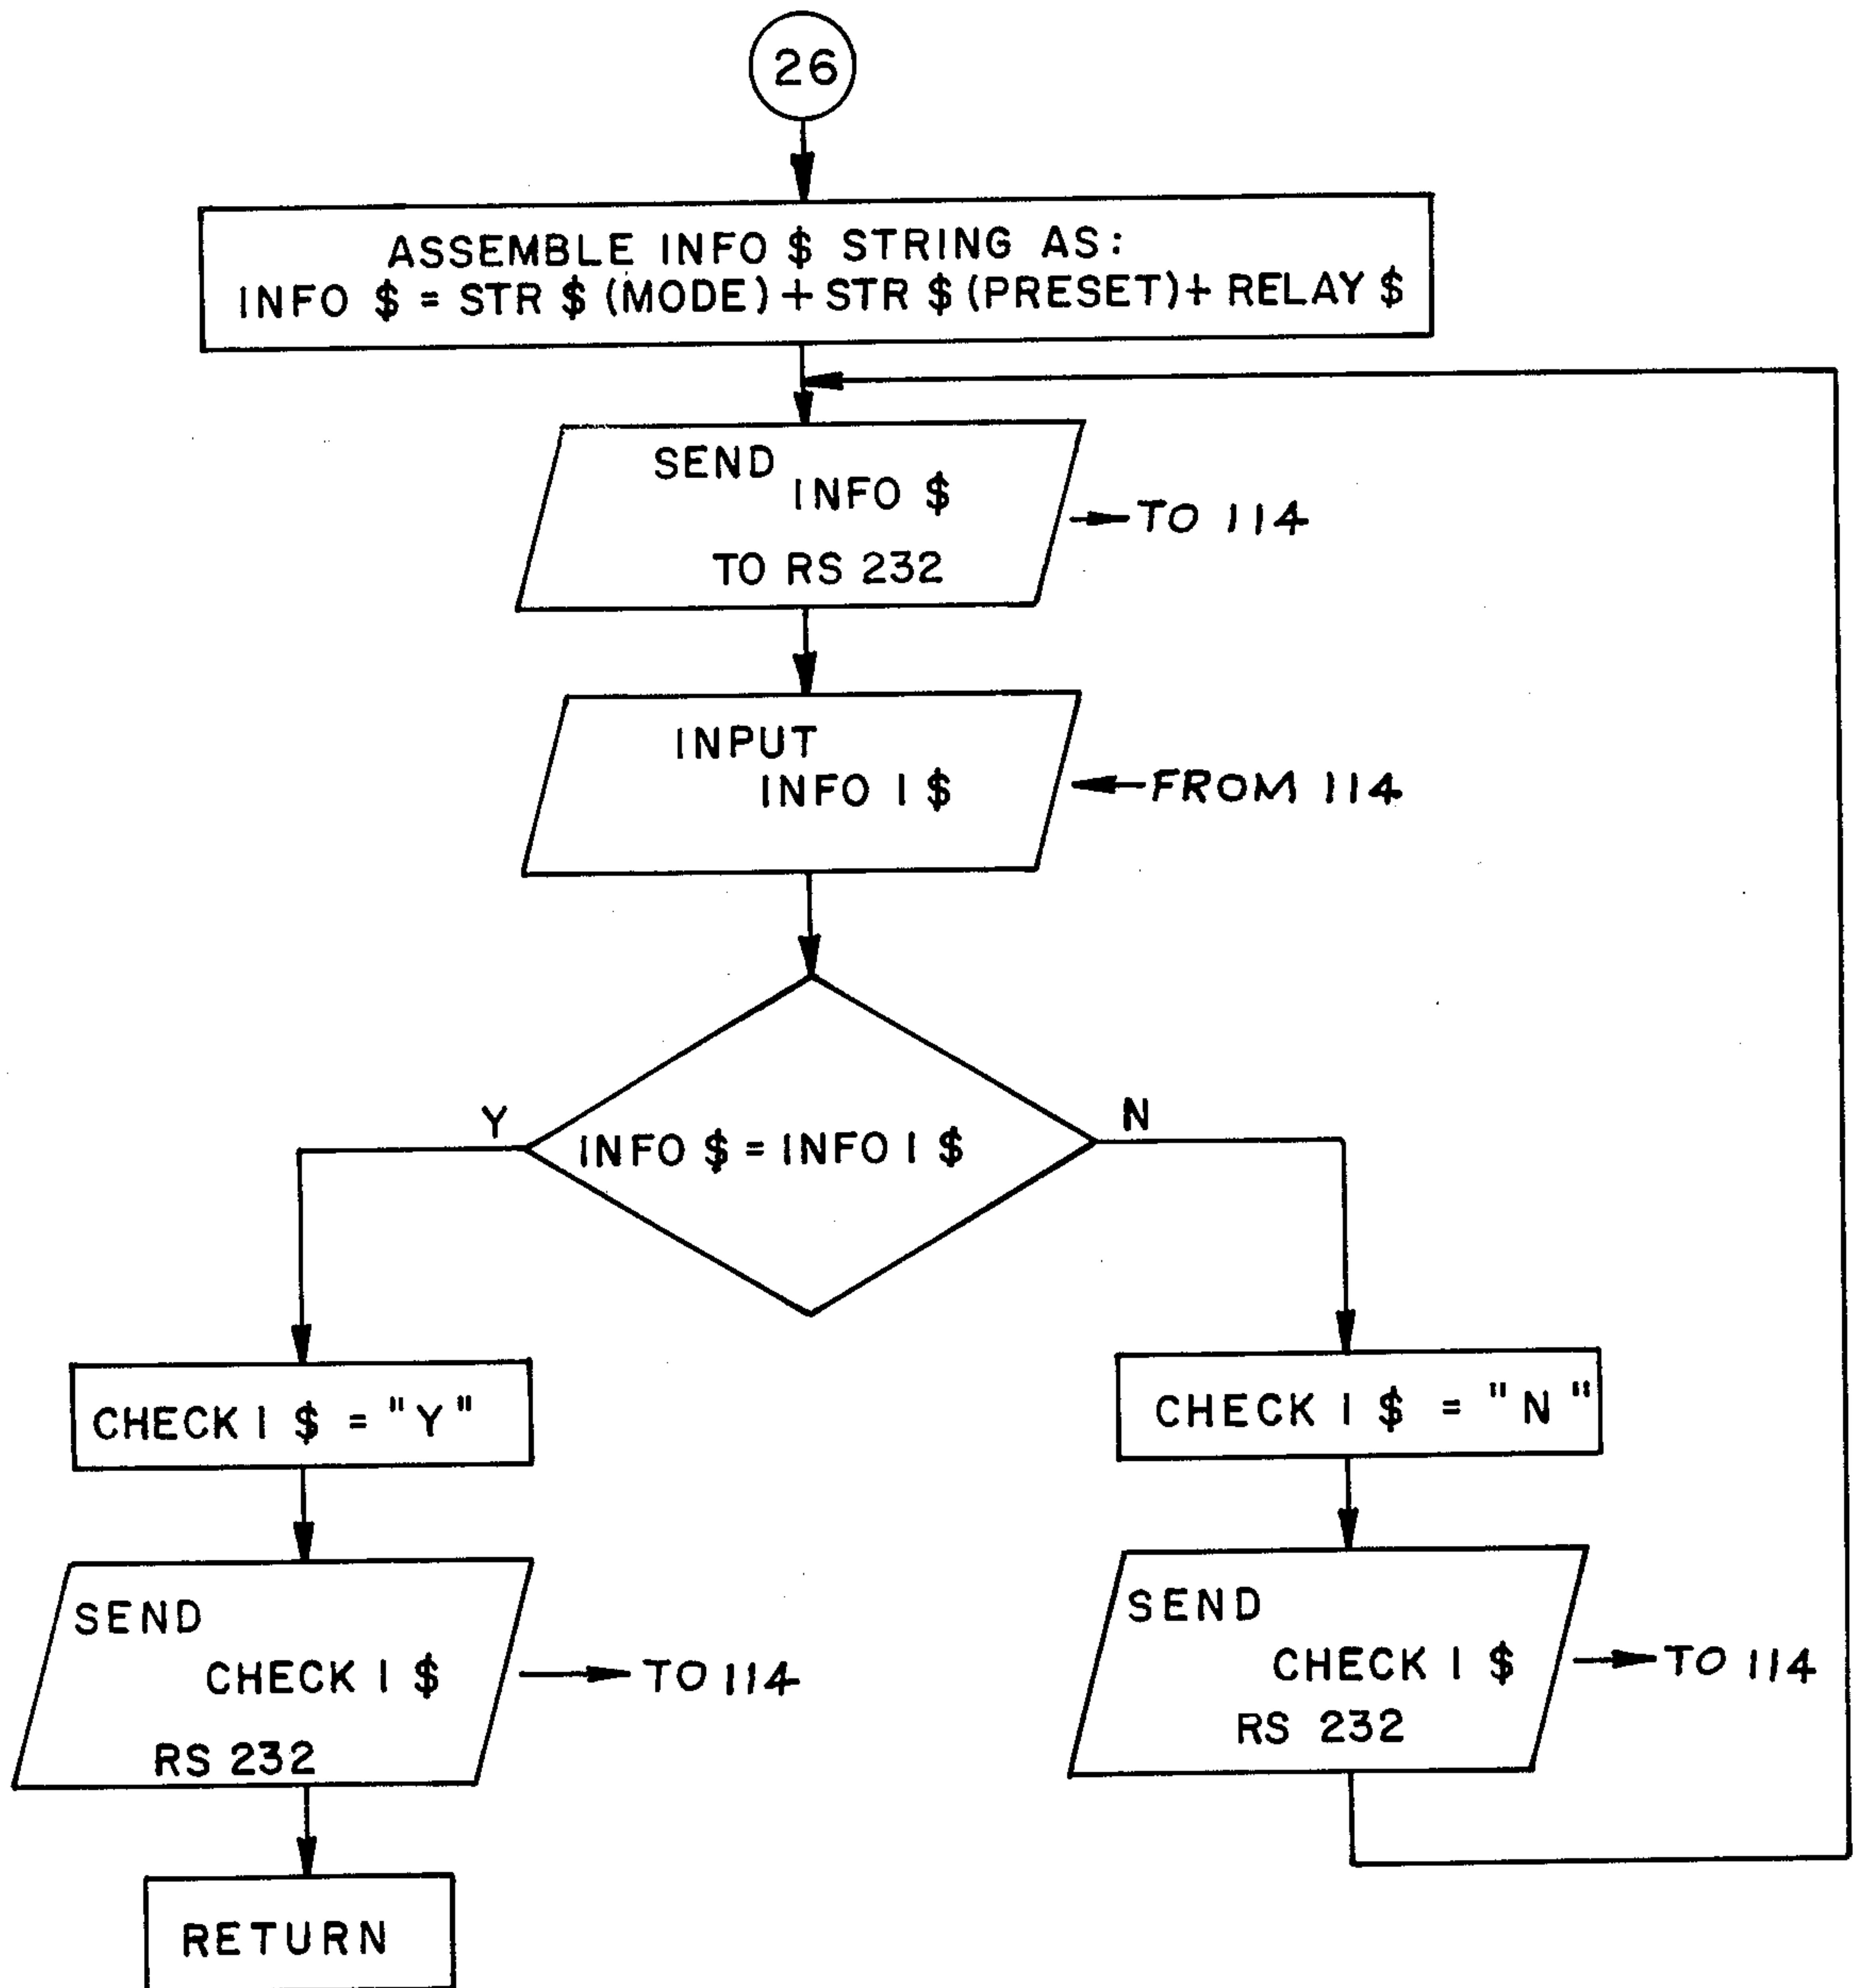 26
ASSEMBLE INFO $ STRING AS:
INFO $ = STR $ (MODE) + STR $ (PRESET) + RELAY $
SEND
INFO $
TO RS 232
TO 114
INPUT
INFO 1 $
FROM 114
Y
INFO $ = INFO 1 $
N
CHECK 1 $ = "Y"
CHECK 1 $ = "N"
SEND
CHECK 1 $
RS 232
TO 114
SEND
CHECK 1 $
RS 232
TO 114
RETURN